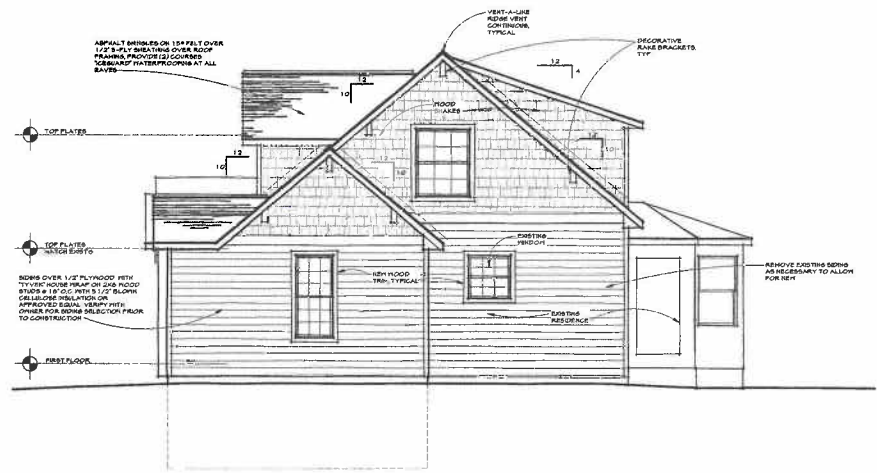 VENT-A-LIKE
RIDGE VENT
CONTINUOUS,
TYPICAL
ASPHALT SHINGLES ON 15# FELT OVER
1/2" 5-PLY SHEATHING OVER ROOF
FRAMING, PROVIDE (2) COURSES
"ICEGUARD" WATERPROOFING AT ALL
EAVES
DECORATIVE
RAKE BRACKETS,
TYP
12
4
12
10
WOOD
SHAKES
TOP PLATES
12
10
12
10
12
10
TOP PLATES
MATCH EXIST'G
EXISTING
WINDOW
SIDING OVER 1/2" PLYWOOD WITH
"TYVEK" HOUSE WRAP ON 2X6 WOOD
STUDS @ 16" O.C. WITH 5 1/2" BLOWN
CELLULOSE INSULATION OR
APPROVED EQUAL VERIFY WITH
OWNER FOR SIDING SELECTION PRIOR
TO CONSTRUCTION
NEW WOOD
TRIM, TYPICAL
REMOVE EXISTING SIDING
AS NECESSARY TO ALLOW
FOR NEW
EXISTING
RESIDENCE
FIRST FLOOR